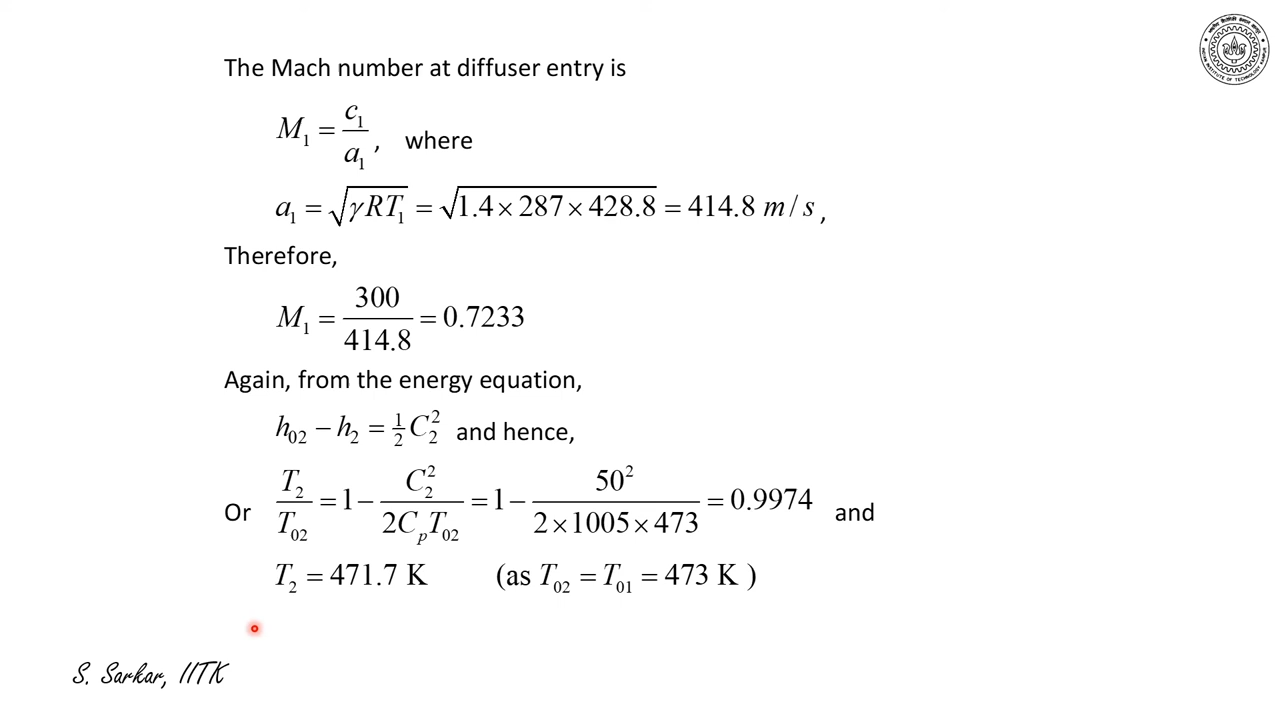 The Mach number at diffuser entry is
M₁ = c₁/a₁, where
a₁ = √(γRT₁) = √(1.4×287×428.8) = 414.8 m/s,
Therefore,
M₁ = 300/414.8 = 0.7233
Again, from the energy equation,
h₀₂ − h₂ = ½C₂² and hence,
Or T₂/T₀₂ = 1 − C₂²/(2CₚT₀₂) = 1 − 50²/(2×1005×473) = 0.9974 and
T₂ = 471.7 K (as T₀₂ = T₀₁ = 473 K )
S. Sarkar, IITK